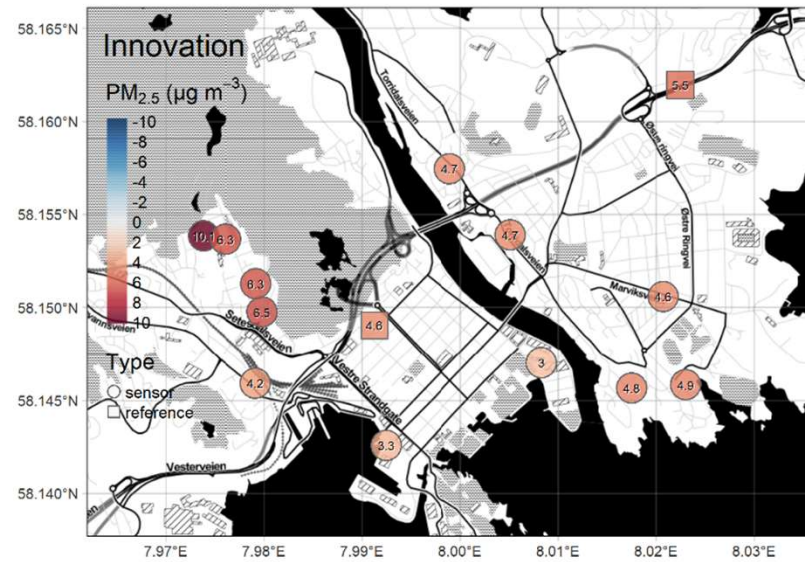 58.165°N
58.160°N
58.155°N
58.150°N
58.145°N
58.140°N
Innovation
PM2.5 (µg m−3)
-10
-8
-6
-4
-2
0
2
4
6
8
10
Type
sensor
reference
Torridalsveien
Østre ringvei
Østre Ringvei
Setesdalsveien
Vestre Strandgate
Vesterveien
5.5
4.7
10.1
6.3
4.7
6.3
6.5
4.6
4.6
4.2
3
4.8
4.9
3.3
7.97°E
7.98°E
7.99°E
8.00°E
8.01°E
8.02°E
8.03°E